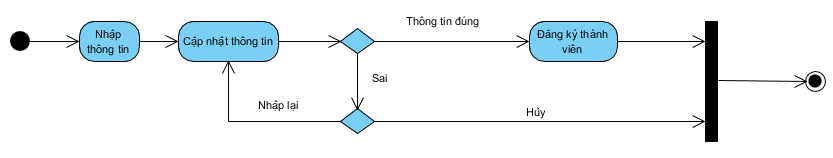 Nhập
thông tin
Cập nhật thông tin
Thông tin đúng
Đăng ký thành
viên
Sai
Nhập lại
Hủy